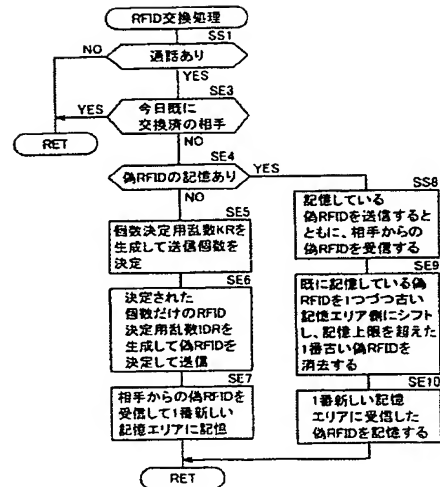 RFID交換処理
SS1
NO
通話あり
YES
SE3
YES
今日既に
交換済の相手
RET
NO
SE4
偽RFIDの記憶あり
YES
NO
SE5
個数決定用乱数KRを
生成して送信個数を
決定
SE6
決定された
個数だけのRFID
決定用乱数IDRを
生成して偽RFIDを
決定して送信
SE7
相手からの偽RFIDを
受信して1番新しい
記憶エリアに記憶
SS8
記憶している
偽RFIDを送信すると
ともに、相手からの
偽RFIDを受信する
SE9
既に記憶している偽
RFIDを1つづつ古い
記憶エリア側にシフト
し、記憶上限を超えた
1番古い偽RFIDを
消去する
SE10
1番新しい記憶
エリアに受信した
偽RFIDを記憶する
RET